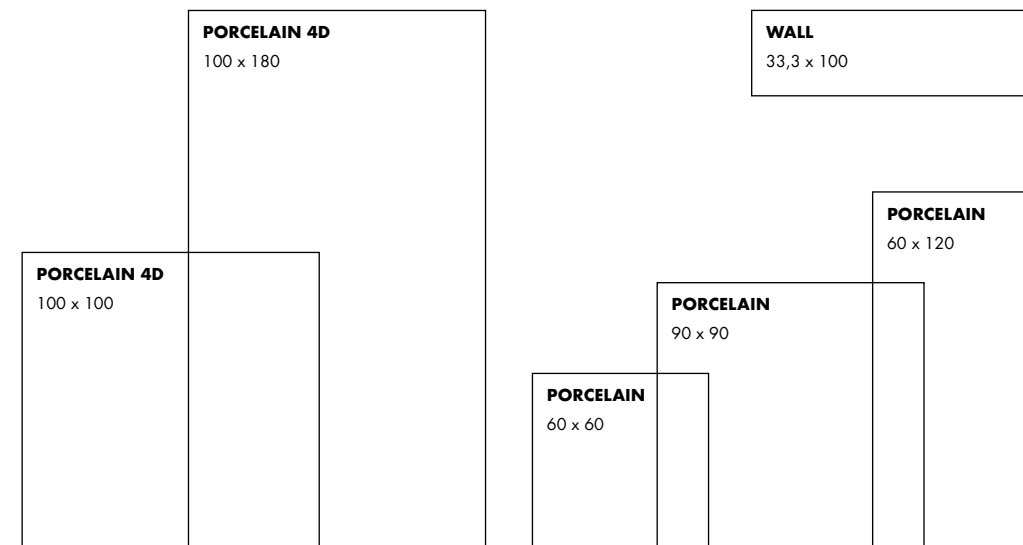 PORCELAIN 4D
100 x 180
WALL
33,3 x 100
PORCELAIN
60 x 120
PORCELAIN 4D
100 x 100
PORCELAIN
90 x 90
PORCELAIN
60 x 60